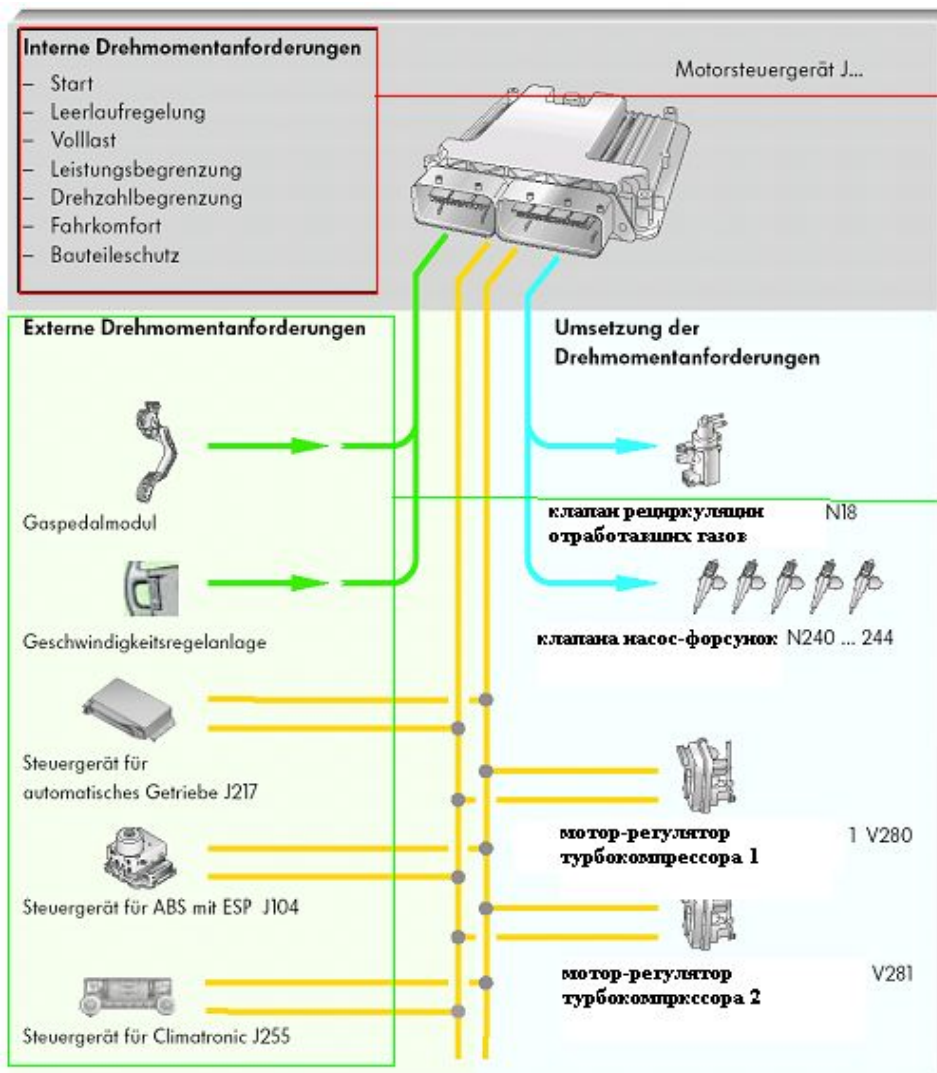 Interne Drehmomentanforderungen
– Start
– Leerlaufregelung
– Volllast
– Leistungsbegrenzung
– Drehzahlbegrenzung
– Fahrkomfort
– Bauteileschutz
Motorsteuergerät J...
Externe Drehmomentanforderungen
Gaspedalmodul
Geschwindigkeitsregelanlage
Steuergerät für
automatisches Getriebe J217
Steuergerät für ABS mit ESP J104
Steuergerät für Climatronic J255
Umsetzung der
Drehmomentanforderungen
клапан рециркуляции N18
отработавших газов
клапана насос-форсунок N240 ... 244
мотор-регулятор 1 V280
турбокомпрессора 1
мотор-регулятор V281
турбокомпркссора 2